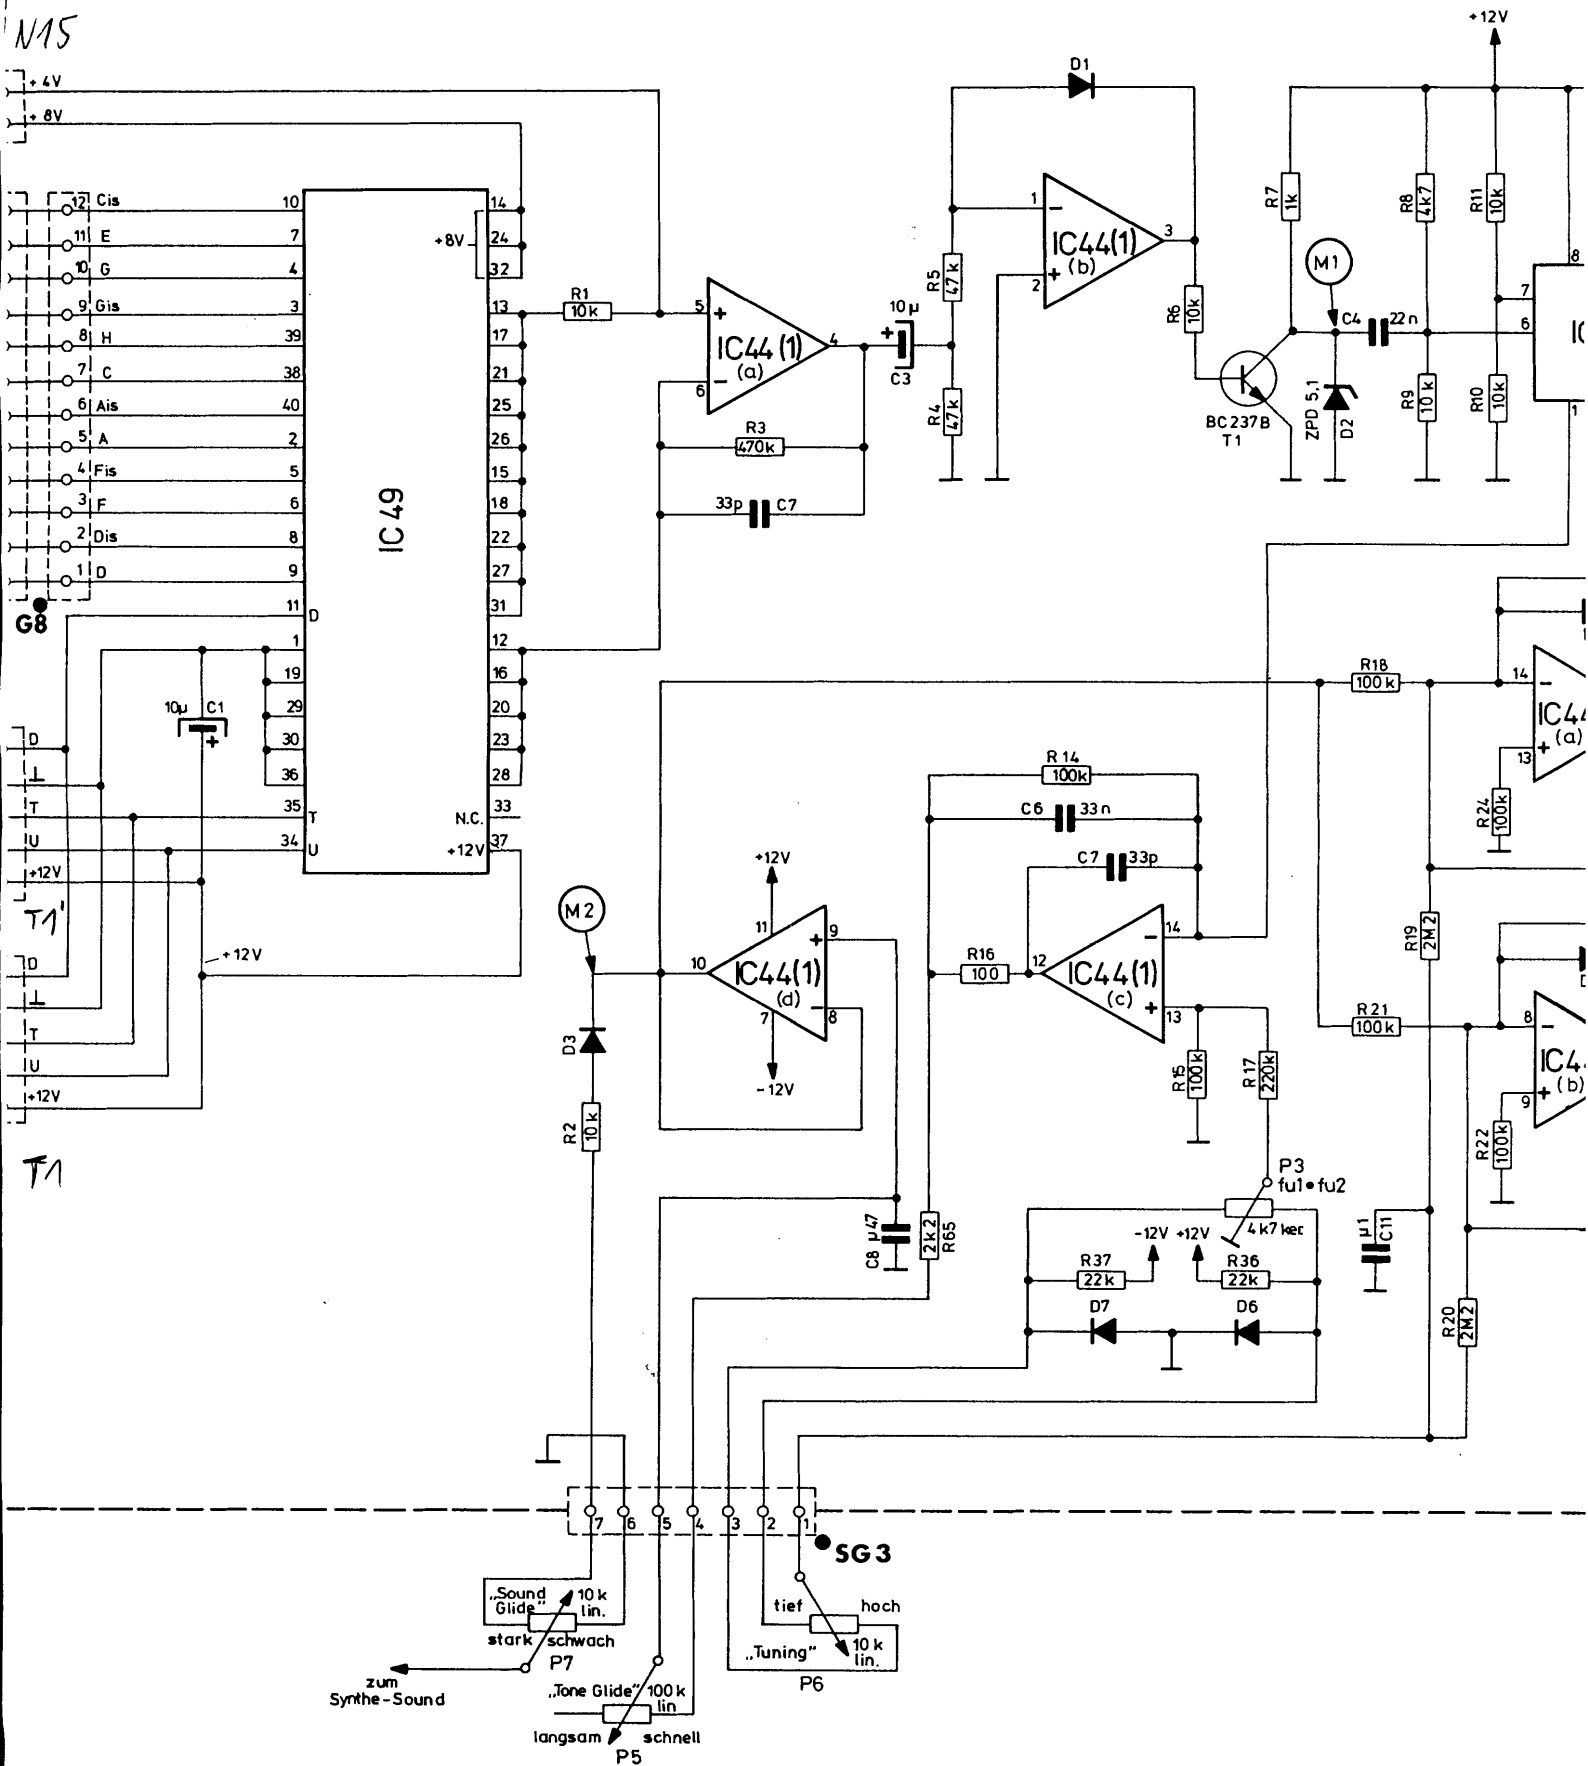 N15
+12V
+4V
+8V
D1
12 Cis 10
11 E 7
10 G 4
9 Gis 3
8 H 39
7 C 38
6 Ais 40
5 A 2
4 Fis 5
3 F 6
2 Dis 8
1 D 9
G8
11 D
1
19
29
30
36
35 T
34 U
IC49
14
+8V 24
32
13
17
21
25
26
15
18
22
27
31
12
16
20
23
28
N.C. 33
+12V 37
R1
10k
5 +
IC44(1)
(a)
4
6 −
R3
470k
33p C7
10µ
+
C3
R5
47k
R4
47k
1 −
IC44(1)
(b)
3
2 +
R6
10k
BC237B
T1
R7
1k
M1
ZPD 5,1
D2
C4 22n
R8
4k7
R9
10k
R11
10k
R10
10k
8
7
6
1
10µ C1
+
D
⊥
T
U
+12V
T1'
+12V
D
⊥
T
U
+12V
T1
R18
100k
14 −
IC44
(a)
13 +
R24
100k
R14
100k
C6 33n
C7 33p
R16
100
12
14 −
IC44(1)
(c)
13 +
R15
100k
R17
220k
M2
+12V
11
10
IC44(1)
(d)
9 +
8 −
7
-12V
D3
R2
10k
R19
2M2
R21
100k
8 −
IC4
(b)
9 +
R22
100k
P3
fu1•fu2
4k7 ker.
C8 µ47
2k2
R65
-12V +12V
R37
22k
R36
22k
D7
D6
µ1
C11
R20
2M2
7 6 5 4 3 2 1
SG3
„Sound
Glide"
10k
lin.
stark schwach
P7
zum
Synthe-Sound
„Tone Glide" 100k
lin
langsam schnell
P5
tief hoch
„Tuning" 10k
lin.
P6